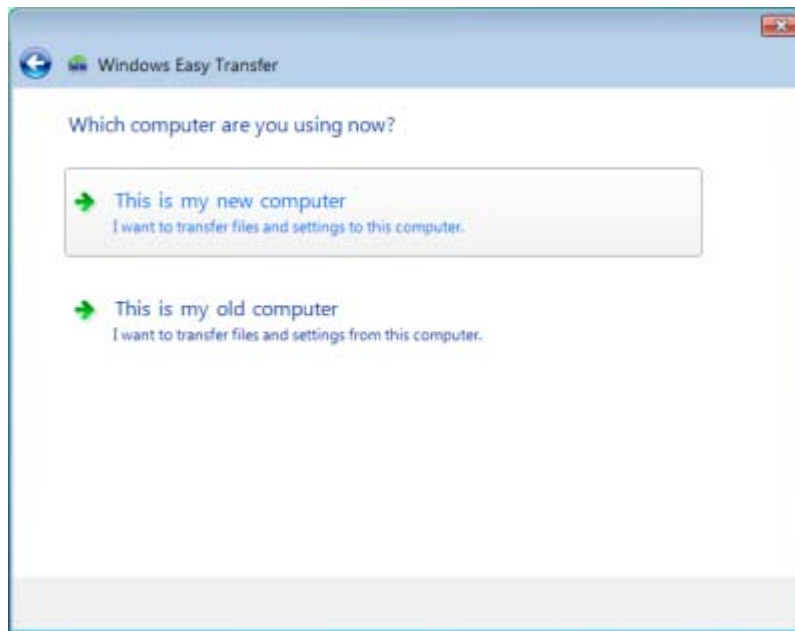 Windows Easy Transfer
Which computer are you using now?
This is my new computer
I want to transfer files and settings to this computer.
This is my old computer
I want to transfer files and settings from this computer.